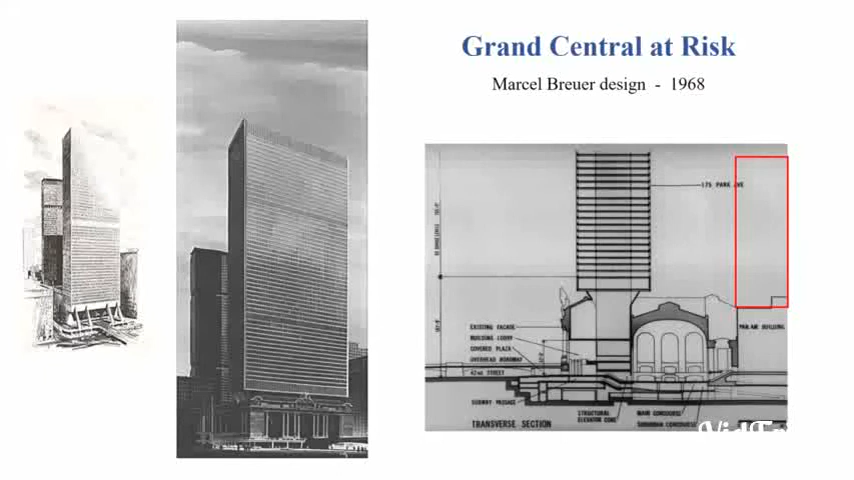 Grand Central at Risk
Marcel Breuer design - 1968
175 PARK AVE
EXISTING FACADE
BUILDING LOBBY
COVERED PLAZA
OVERHEAD ROADWAY
42nd STREET
PAN AM BUILDING
SUBWAY PASSAGE
STRUCTURAL
ELEVATOR CORE
MAIN CONCOURSE
SUBURBAN CONCOURSE
TRANSVERSE SECTION